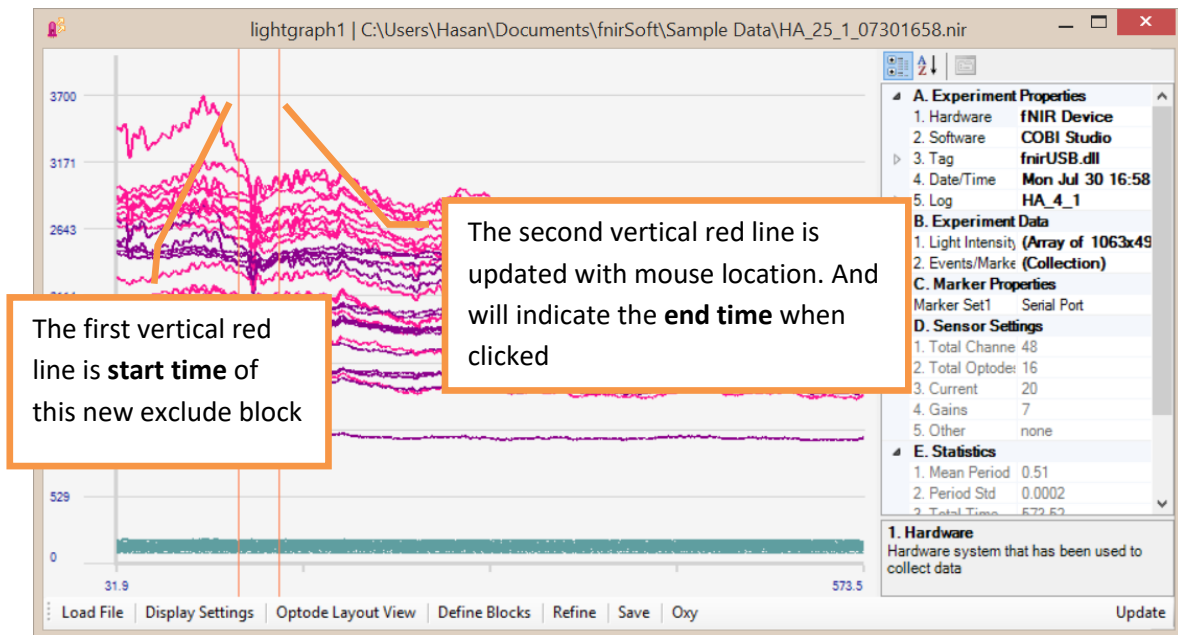 lightgraph1 | C:\Users\Hasan\Documents\fnirSoft\Sample Data\HA_25_1_07301658.nir
3700
3171
2643
529
0
31.9
573.5
The first vertical red
line is start time of
this new exclude block
The second vertical red line is
updated with mouse location. And
will indicate the end time when
clicked
A. Experiment Properties
1. Hardware fNIR Device
2. Software COBI Studio
3. Tag fnirUSB.dll
4. Date/Time Mon Jul 30 16:58
5. Log HA_4_1
B. Experiment Data
1. Light Intensity (Array of 1063x49
2. Events/Marke (Collection)
C. Marker Properties
Marker Set1 Serial Port
D. Sensor Settings
1. Total Channe 48
2. Total Optodes 16
3. Current 20
4. Gains 7
5. Other none
E. Statistics
1. Mean Period 0.51
2. Period Std 0.0002
3. Total Time 573.52
1. Hardware
Hardware system that has been used to
collect data
Load File Display Settings Optode Layout View Define Blocks Refine Save Oxy Update